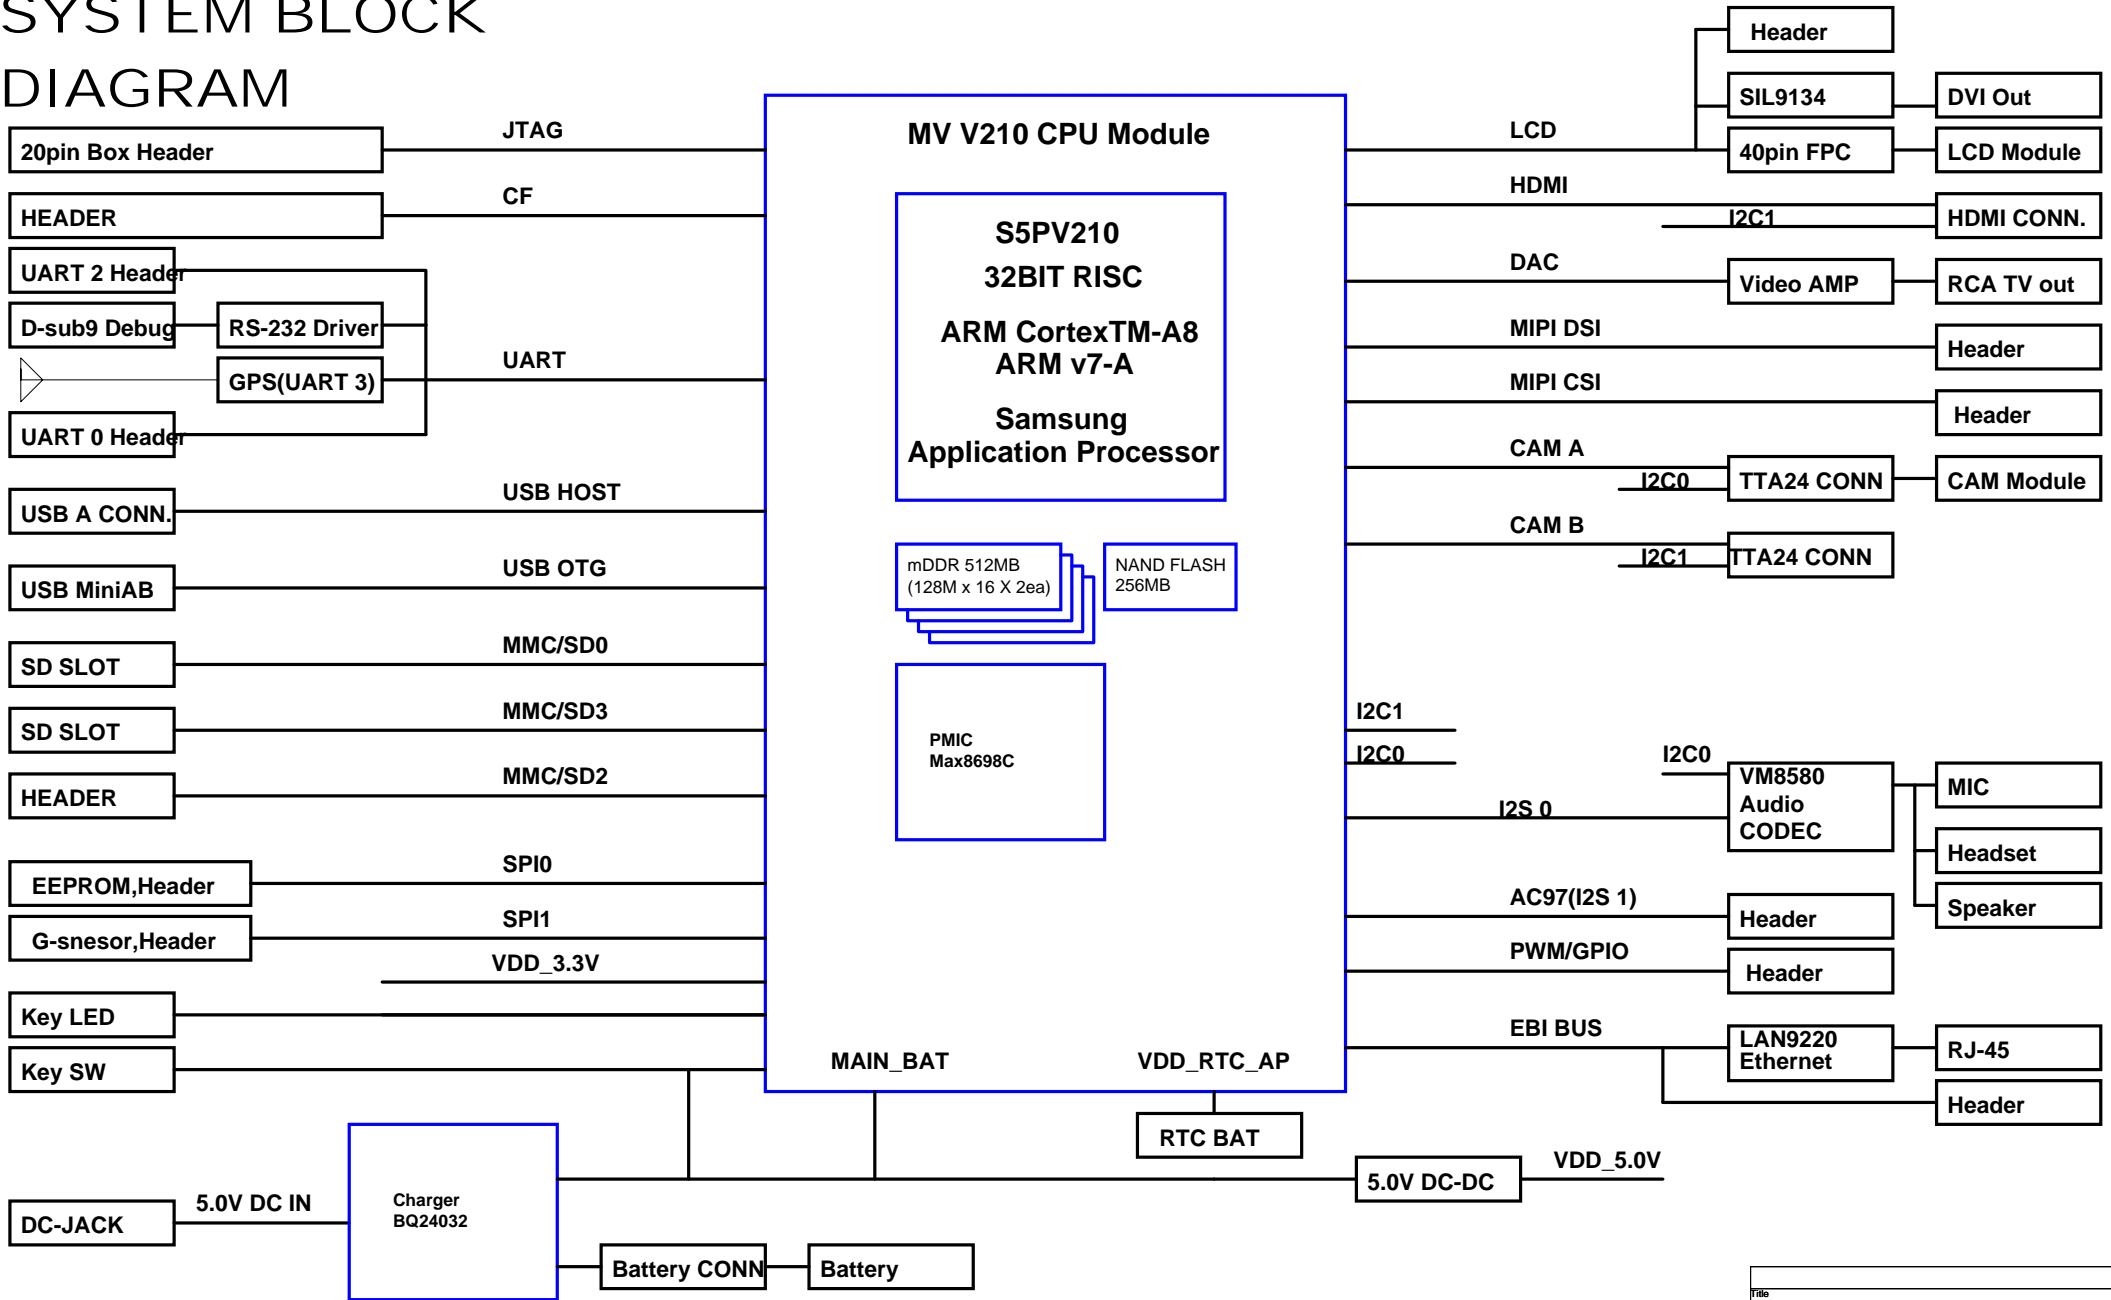 SYSTEM BLOCK
DIAGRAM
20pin Box Header
JTAG
HEADER
CF
UART 2 Header
D-sub9 Debug
RS-232 Driver
GPS(UART 3)
UART
UART 0 Header
USB A CONN.
USB HOST
USB MiniAB
USB OTG
SD SLOT
MMC/SD0
SD SLOT
MMC/SD3
HEADER
MMC/SD2
EEPROM,Header
SPI0
G-snesor,Header
SPI1
VDD_3.3V
Key LED
Key SW
DC-JACK
5.0V DC IN
Charger
BQ24032
Battery CONN
Battery
MV V210 CPU Module
S5PV210
32BIT RISC
ARM CortexTM-A8
ARM v7-A
Samsung
Application Processor
mDDR 512MB
(128M x 16 X 2ea)
NAND FLASH
256MB
PMIC
Max8698C
MAIN_BAT
VDD_RTC_AP
RTC BAT
5.0V DC-DC
VDD_5.0V
LCD
Header
SIL9134
DVI Out
40pin FPC
LCD Module
HDMI
I2C1
HDMI CONN.
DAC
Video AMP
RCA TV out
MIPI DSI
Header
MIPI CSI
Header
CAM A
I2C0
TTA24 CONN
CAM Module
CAM B
I2C1
TTA24 CONN
I2C1
I2C0
I2C0
I2S 0
VM8580
Audio
CODEC
MIC
Headset
Speaker
AC97(I2S 1)
Header
PWM/GPIO
Header
EBI BUS
LAN9220
Ethernet
RJ-45
Header
Title